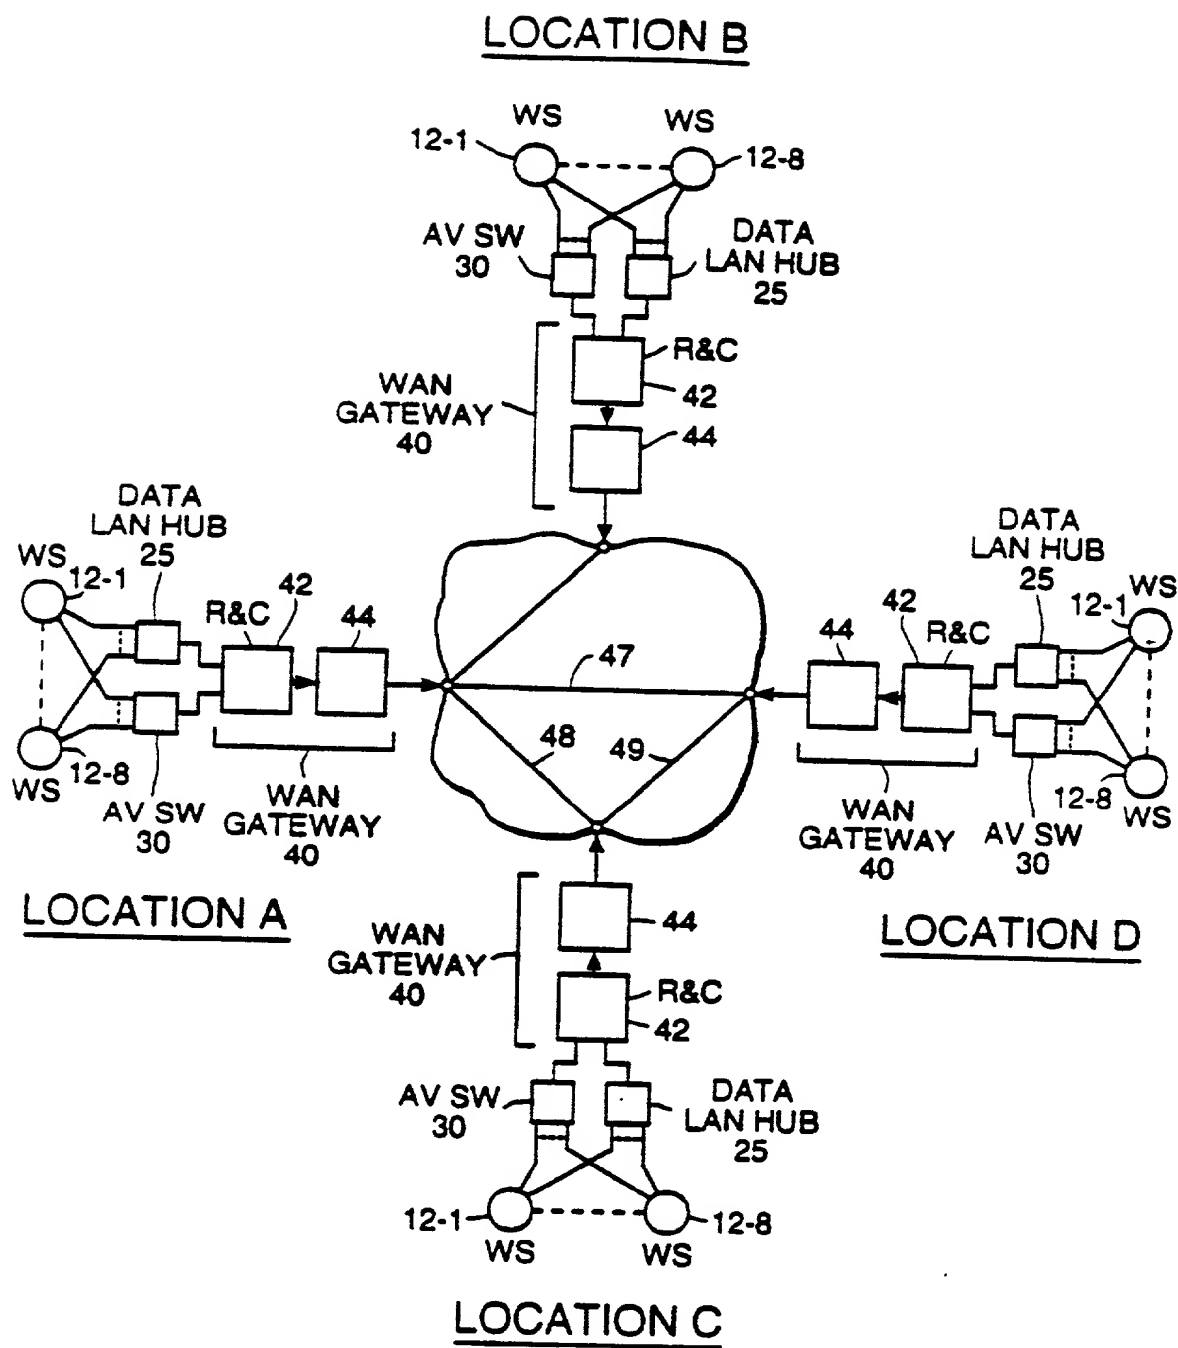 LOCATION B
WS
WS
12-1
12-8
AV SW
30
DATA
LAN HUB
25
R&C
42
WAN
GATEWAY
40
44
DATA
LAN HUB
25
WS
12-1
R&C
42
44
12-8
WS
AV SW
30
WAN
GATEWAY
40
LOCATION A
47
48
49
DATA
LAN HUB
25
WS
12-1
42
R&C
44
12-8
WS
AV SW
30
WAN
GATEWAY
40
LOCATION D
44
WAN
GATEWAY
40
R&C
42
AV SW
30
DATA
LAN HUB
25
12-1
12-8
WS
WS
LOCATION C